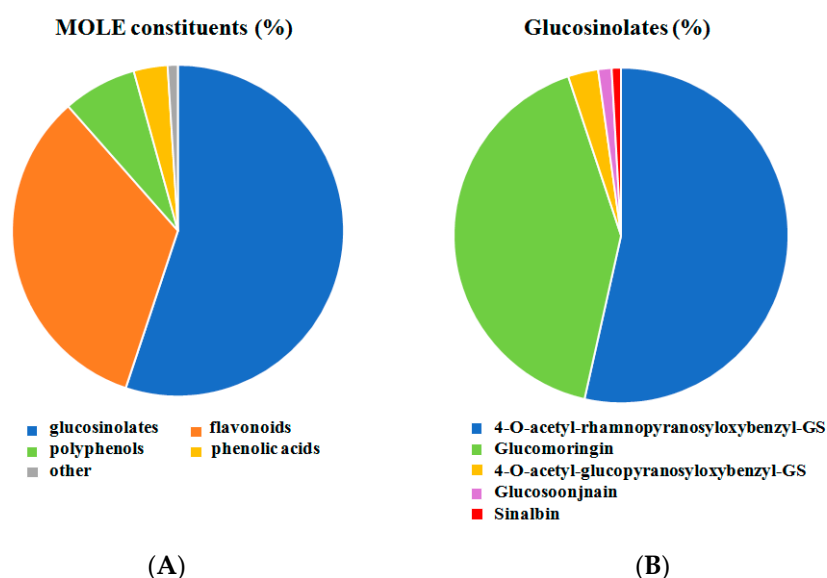 MOLE constituents (%)
glucosinolates
flavonoids
polyphenols
phenolic acids
other
(A)
Glucosinolates (%)
4-O-acetyl-rhamnopyranosyloxybenzyl-GS
Glucomoringin
4-O-acetyl-glucopyranosyloxybenzyl-GS
Glucosoonjnain
Sinalbin
(B)